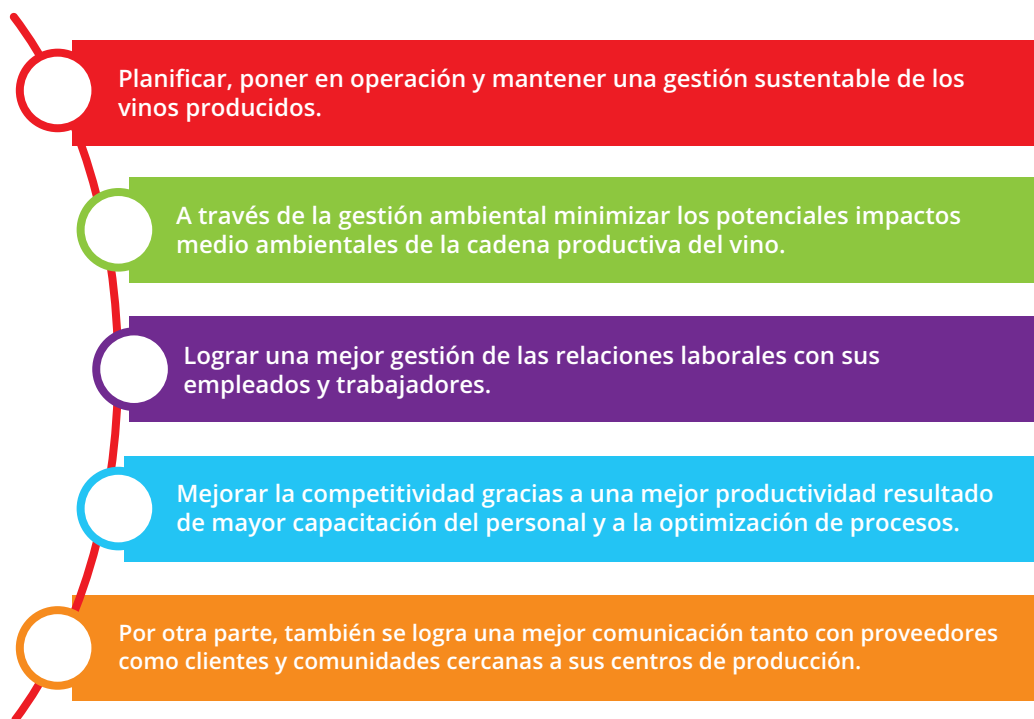 Planificar, poner en operación y mantener una gestión sustentable de los
vinos producidos.
A través de la gestión ambiental minimizar los potenciales impactos
medio ambientales de la cadena productiva del vino.
Lograr una mejor gestión de las relaciones laborales con sus
empleados y trabajadores.
Mejorar la competitividad gracias a una mejor productividad resultado
de mayor capacitación del personal y a la optimización de procesos.
Por otra parte, también se logra una mejor comunicación tanto con proveedores
como clientes y comunidades cercanas a sus centros de producción.